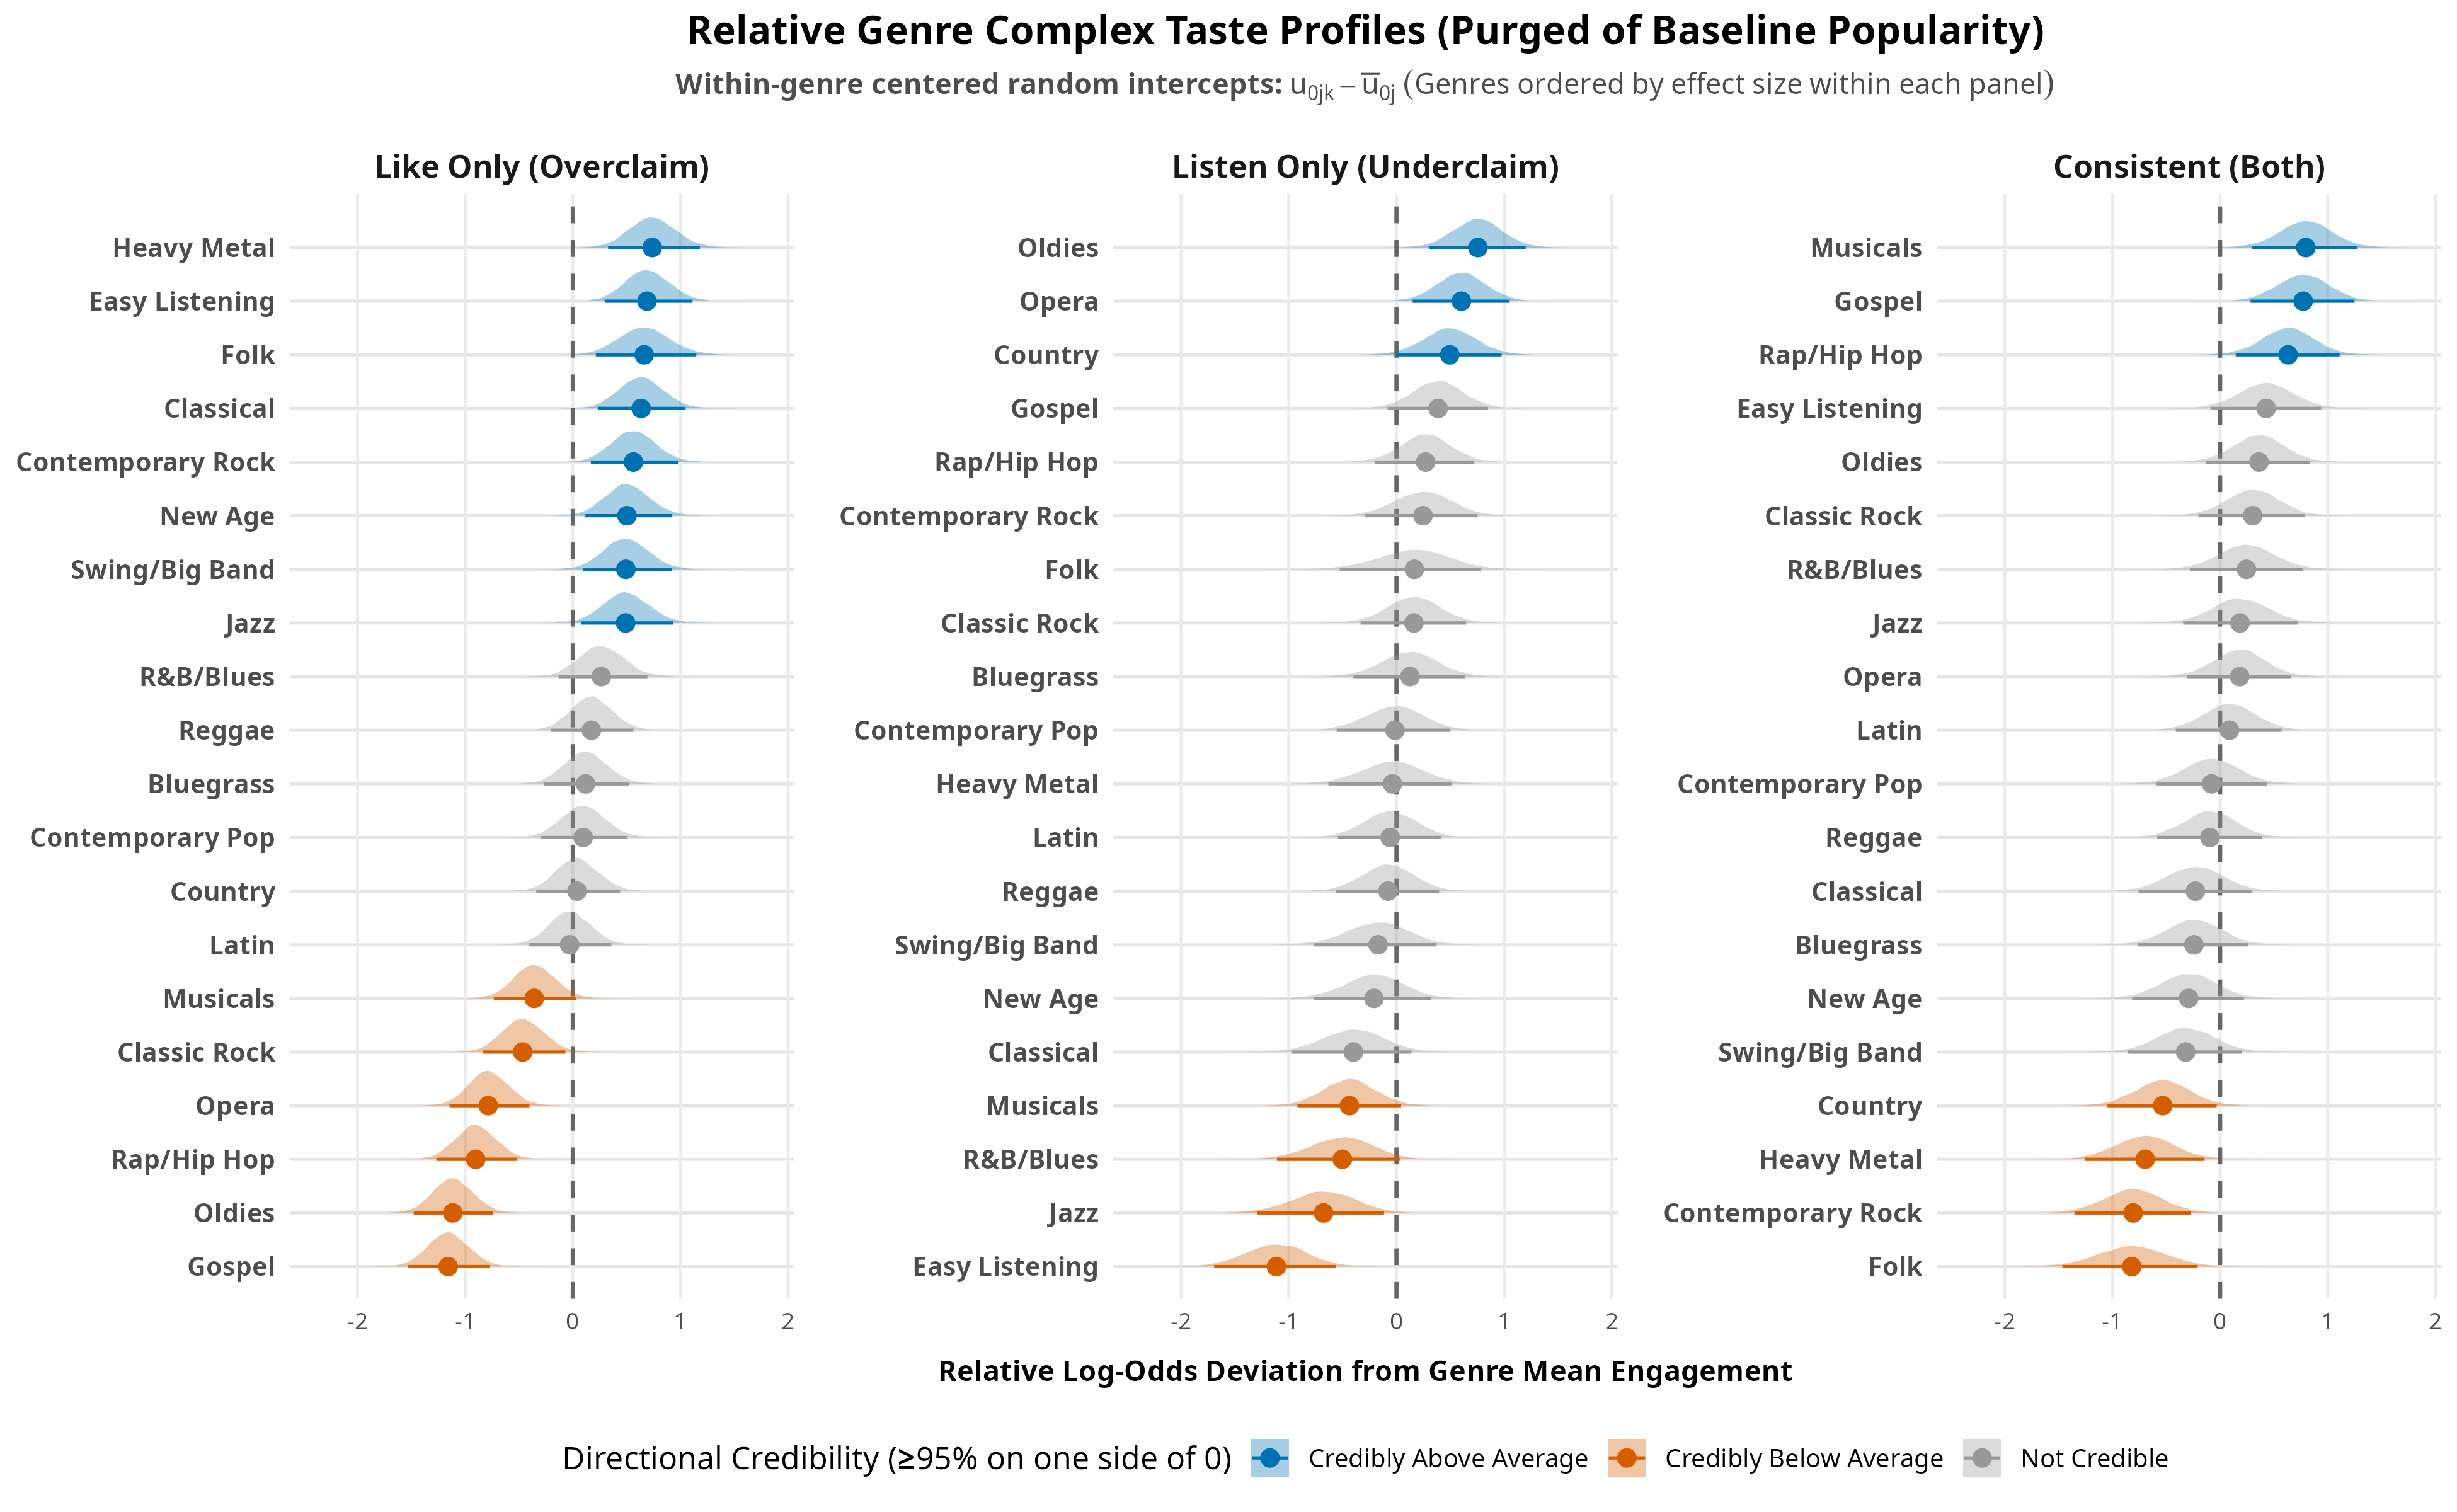 Relative Genre Complex Taste Profiles (Purged of Baseline Popularity)
Within-genre centered random intercepts: u0jk – u̅0j (Genres ordered by effect size within each panel)
Like Only (Overclaim)
Heavy Metal
Easy Listening
Folk
Classical
Contemporary Rock
New Age
Swing/Big Band
Jazz
R&B/Blues
Reggae
Bluegrass
Contemporary Pop
Country
Latin
Musicals
Classic Rock
Opera
Rap/Hip Hop
Oldies
Gospel
-2 -1 0 1 2
Listen Only (Underclaim)
Oldies
Opera
Country
Gospel
Rap/Hip Hop
Contemporary Rock
Folk
Classic Rock
Bluegrass
Contemporary Pop
Heavy Metal
Latin
Reggae
Swing/Big Band
New Age
Classical
Musicals
R&B/Blues
Jazz
Easy Listening
-2 -1 0 1 2
Consistent (Both)
Musicals
Gospel
Rap/Hip Hop
Easy Listening
Oldies
Classic Rock
R&B/Blues
Jazz
Opera
Latin
Contemporary Pop
Reggae
Classical
Bluegrass
New Age
Swing/Big Band
Country
Heavy Metal
Contemporary Rock
Folk
-2 -1 0 1 2
Relative Log-Odds Deviation from Genre Mean Engagement
Directional Credibility (≥95% on one side of 0) Credibly Above Average Credibly Below Average Not Credible